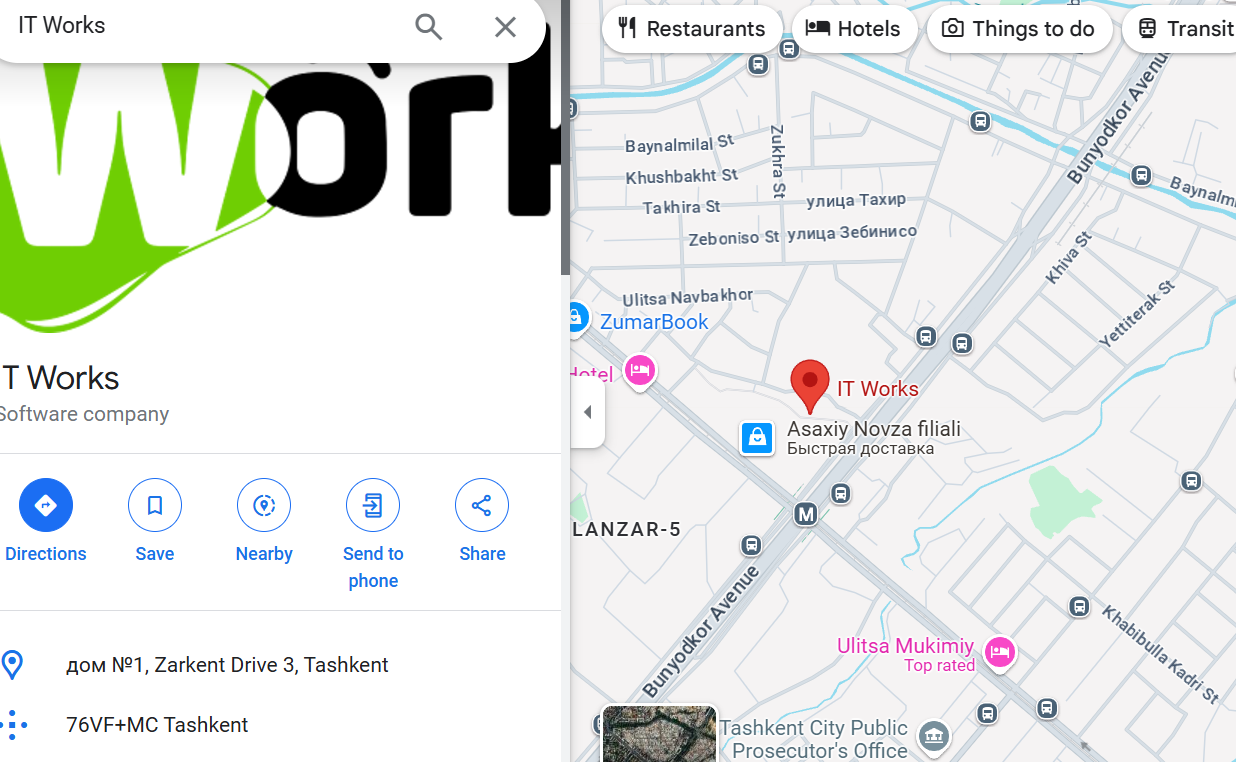 IT Works
Restaurants
Hotels
Things to do
Transit
Work
T Works
Software company
Directions
Save
Nearby
Send to
phone
Share
дом №1, Zarkent Drive 3, Tashkent
76VF+MC Tashkent
Bunyodkor Avenue
Baynalmilal St
Zukhra St
Khushbakht St
Takhira St
улица Тахир
Zeboniso St
улица Зебинисо
Baynalm
Khiva St
Ulitsa Navbakhor
ZumarBook
Yettiterak St
Hotel
IT Works
Asaxiy Novza filiali
Быстрая доставка
M
LANZAR-5
Bunyodkor Avenue
Ulitsa Mukimiy
Top rated
Khabibulla Kadri St
Tashkent City Public
Prosecutor's Office